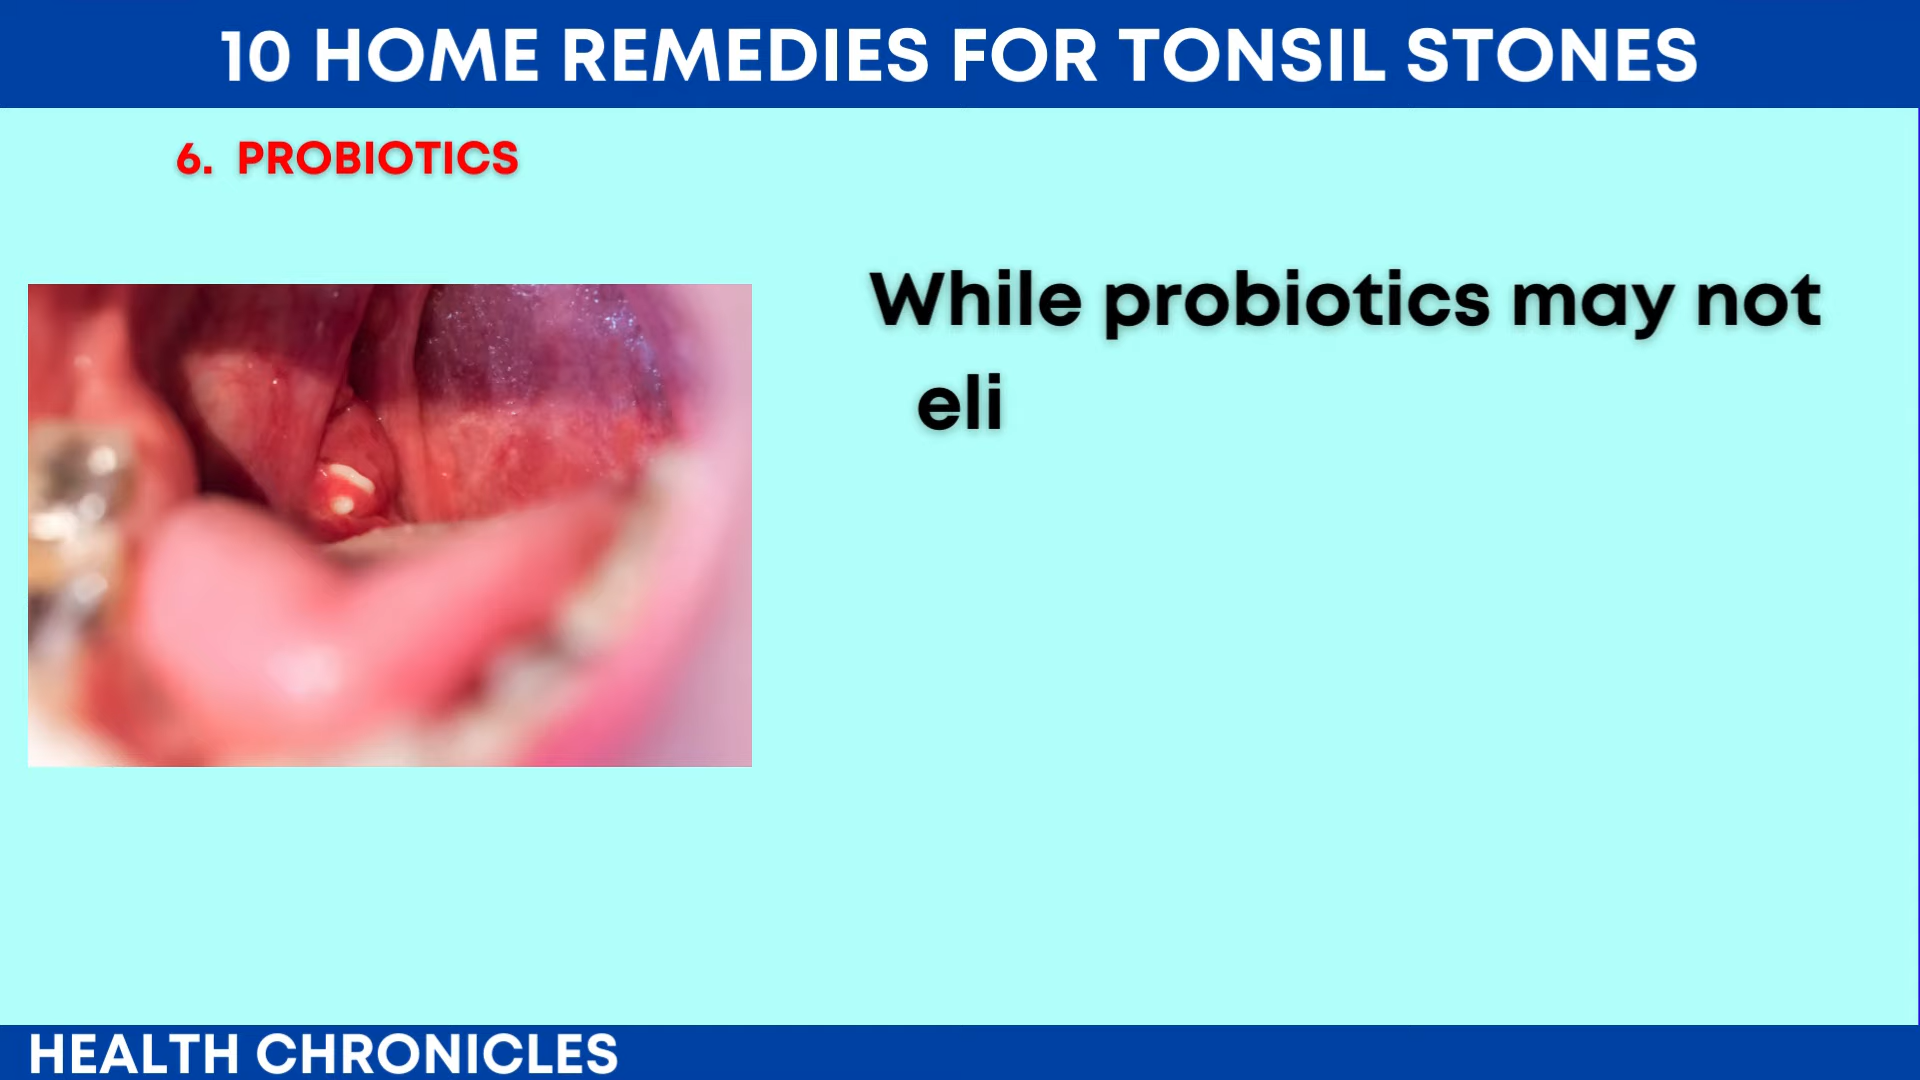 10 HOME REMEDIES FOR TONSIL STONES
6. PROBIOTICS
While probiotics may not
eli
HEALTH CHRONICLES